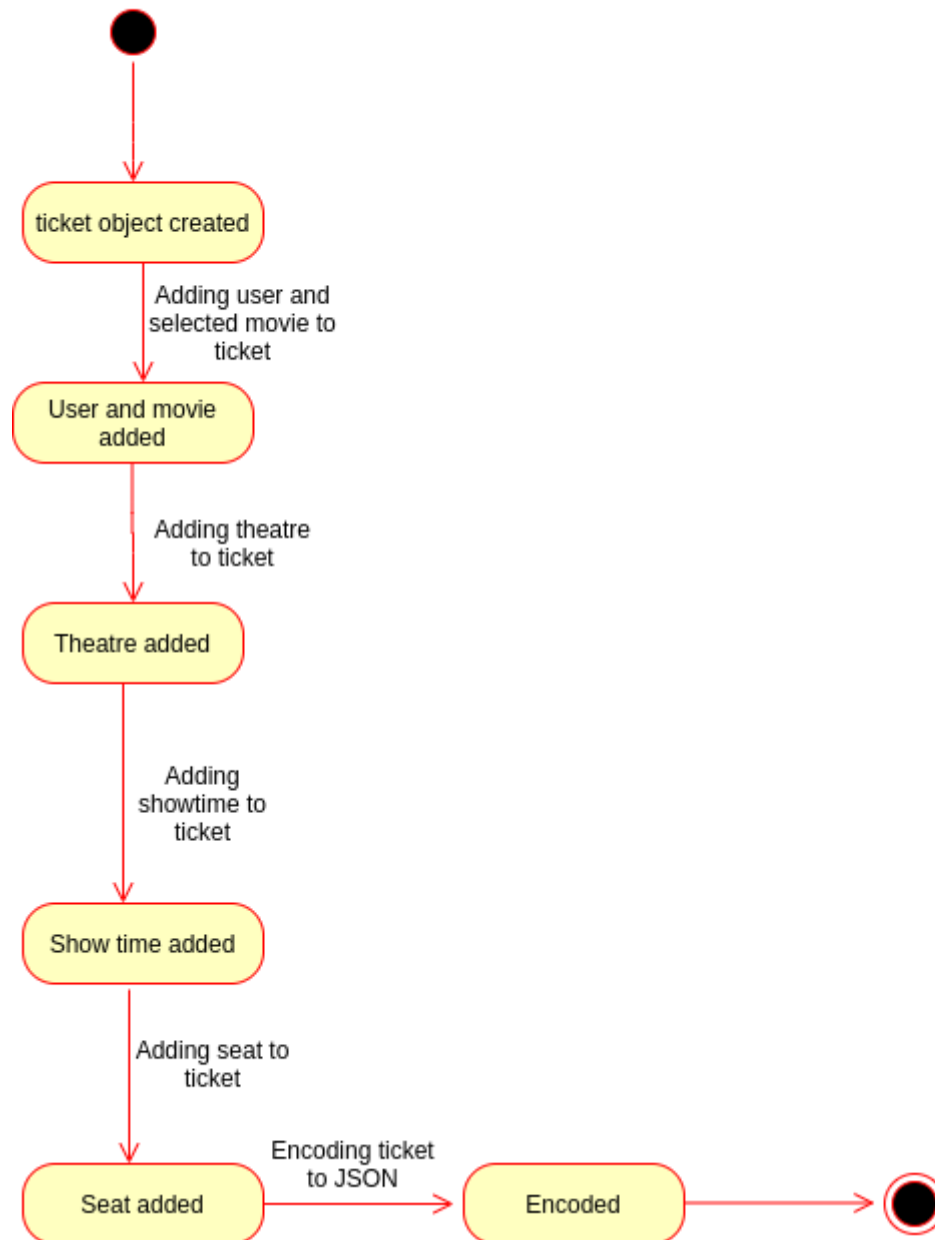 ticket object created
Adding user and
selected movie to
ticket
User and movie
added
Adding theatre
to ticket
Theatre added
Adding
showtime to
ticket
Show time added
Adding seat to
ticket
Seat added
Encoding ticket
to JSON
Encoded